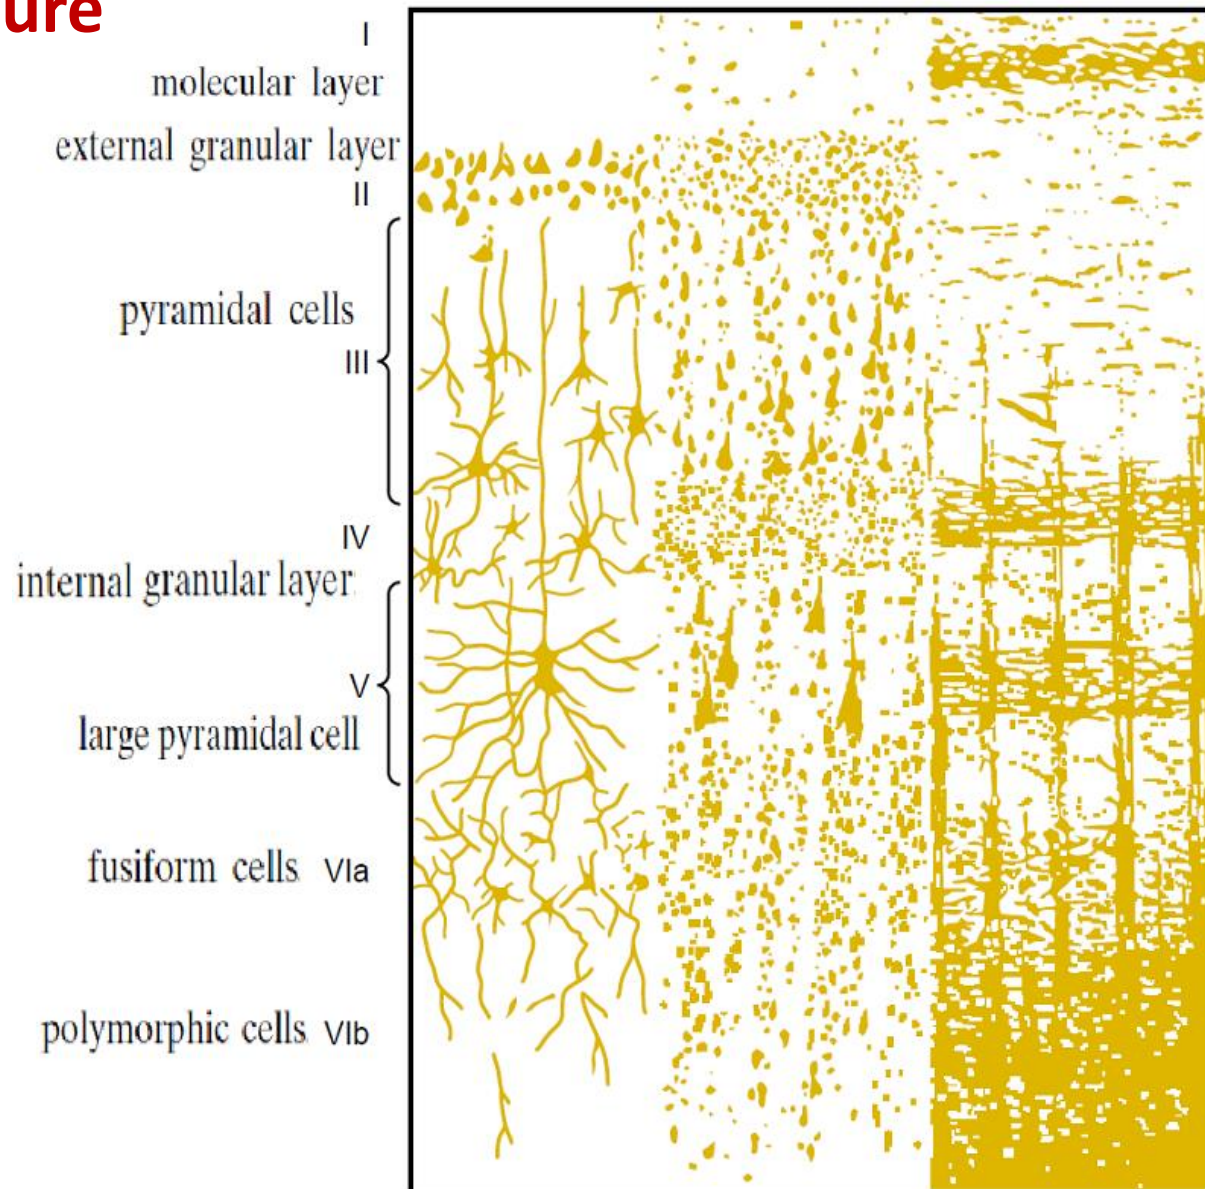 ure
I
molecular layer
external granular layer
II
pyramidal cells
III
IV
internal granular layer
V
large pyramidal cell
fusiform cells VIa
polymorphic cells VIb